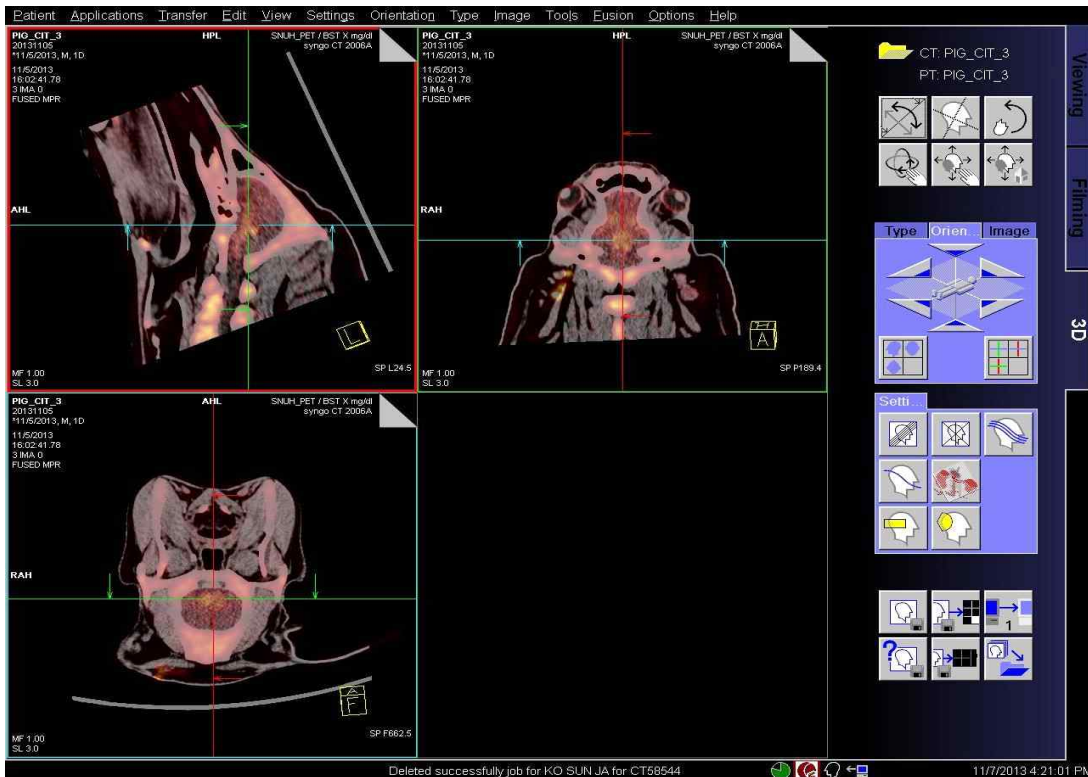 Patient Applications Transfer Edit View Settings Orientation Type Image Tools Fusion Options Help
PIG_CIT_3
20131105
*11/5/2013, M, 1D
11/5/2013
16:02:41.78
3 IMA 0
FUSED MPR
HPL
SNUH_PET / BST X mg/dl
syngo CT 2006A
AHL
L
MF 1.00
SL 3.0
SP L24.5
PIG_CIT_3
20131105
*11/5/2013, M, 1D
11/5/2013
16:02:41.78
3 IMA 0
FUSED MPR
HPL
SNUH_PET / BST X mg/dl
syngo CT 2006A
RAH
H
A
MF 1.00
SL 3.0
SP P189.4
PIG_CIT_3
20131105
*11/5/2013, M, 1D
11/5/2013
16:02:41.78
3 IMA 0
FUSED MPR
AHL
SNUH_PET / BST X mg/dl
syngo CT 2006A
RAH
A
F
MF 1.00
SL 3.0
SP F662.5
CT: PIG_CIT_3
PT: PIG_CIT_3
Type Orien... Image
Setti...
1
?
Viewing
Filming
3D
Deleted successfully job for KO SUN JA for CT58544
11/7/2013 4:21:01 PM